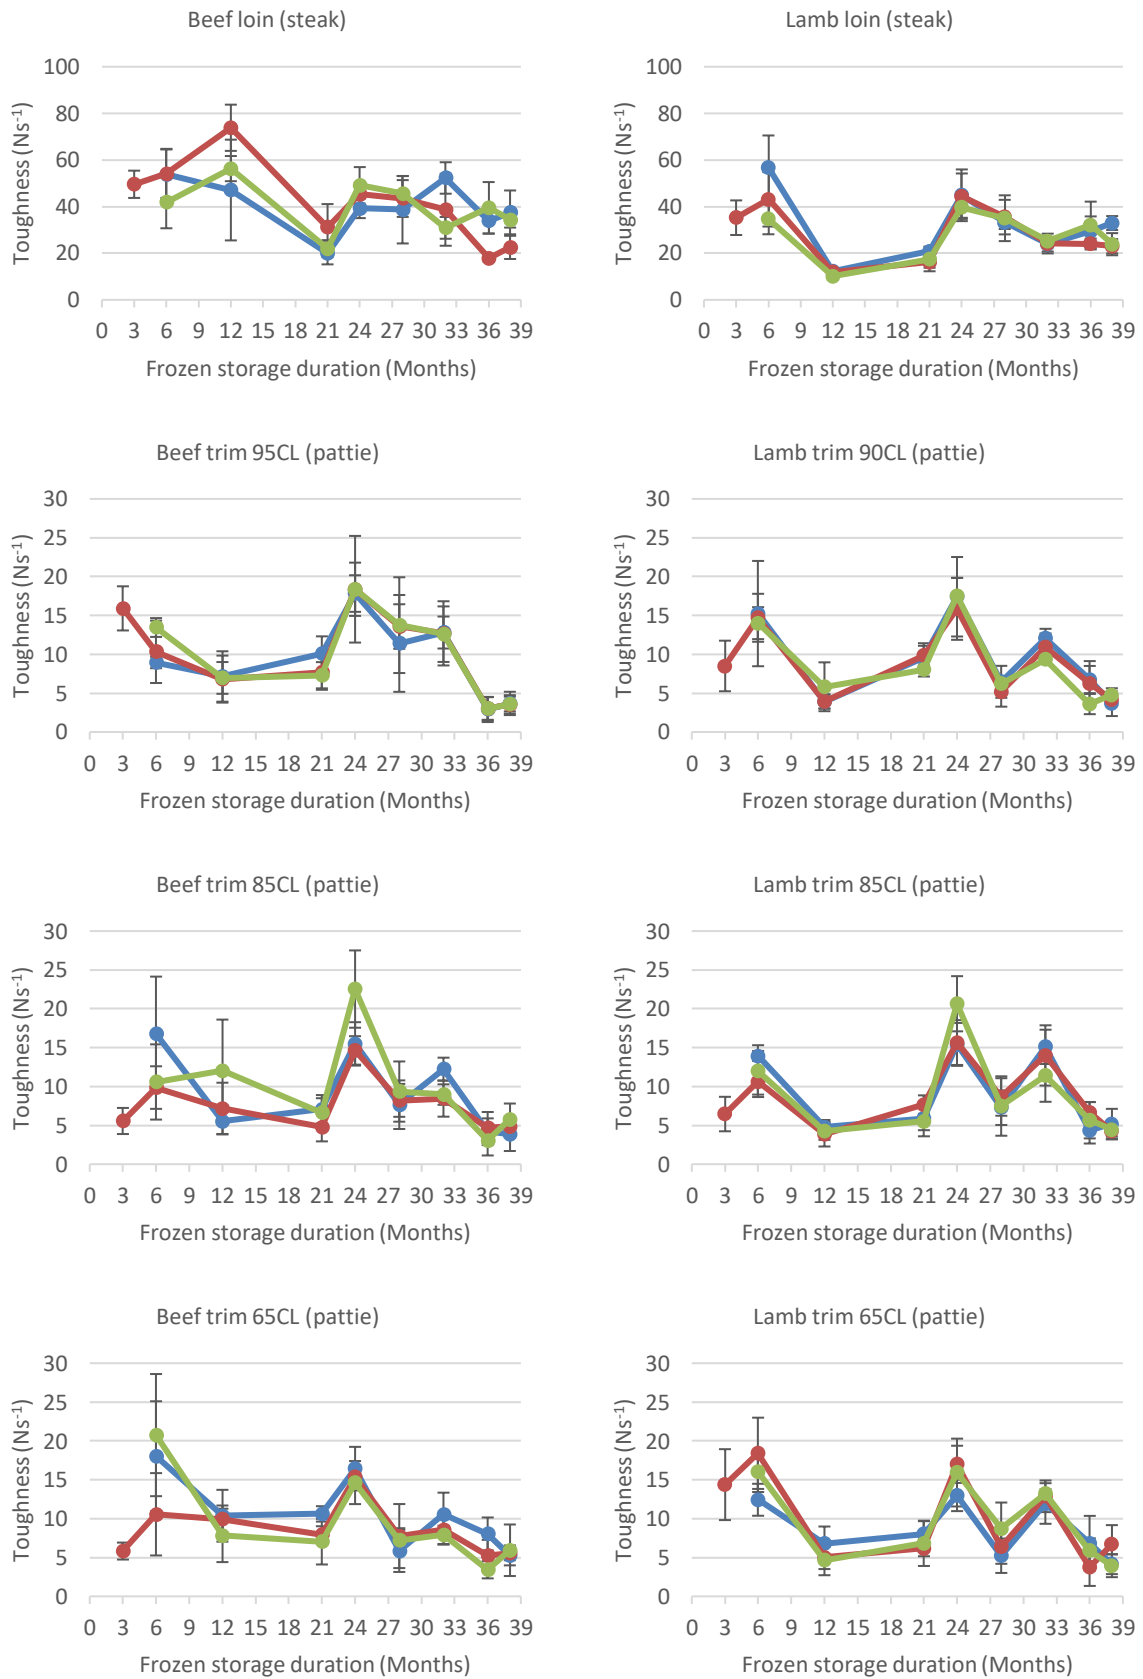 Beef loin (steak)
Toughness (Ns⁻¹)
100
80
60
40
20
0
0 3 6 9 12 15 18 21 24 27 30 33 36 39
Frozen storage duration (Months)
Lamb loin (steak)
Toughness (Ns⁻¹)
100
80
60
40
20
0
0 3 6 9 12 15 18 21 24 27 30 33 36 39
Frozen storage duration (Months)
Beef trim 95CL (pattie)
Toughness (Ns⁻¹)
30
25
20
15
10
5
0
0 3 6 9 12 15 18 21 24 27 30 33 36 39
Frozen storage duration (Months)
Lamb trim 90CL (pattie)
Toughness (Ns⁻¹)
30
25
20
15
10
5
0
0 3 6 9 12 15 18 21 24 27 30 33 36 39
Frozen storage duration (Months)
Beef trim 85CL (pattie)
Toughness (Ns⁻¹)
30
25
20
15
10
5
0
0 3 6 9 12 15 18 21 24 27 30 33 36 39
Frozen storage duration (Months)
Lamb trim 85CL (pattie)
Toughness (Ns⁻¹)
30
25
20
15
10
5
0
0 3 6 9 12 15 18 21 24 27 30 33 36 39
Frozen storage duration (Months)
Beef trim 65CL (pattie)
Toughness (Ns⁻¹)
30
25
20
15
10
5
0
0 3 6 9 12 15 18 21 24 27 30 33 36 39
Frozen storage duration (Months)
Lamb trim 65CL (pattie)
Toughness (Ns⁻¹)
30
25
20
15
10
5
0
0 3 6 9 12 15 18 21 24 27 30 33 36 39
Frozen storage duration (Months)